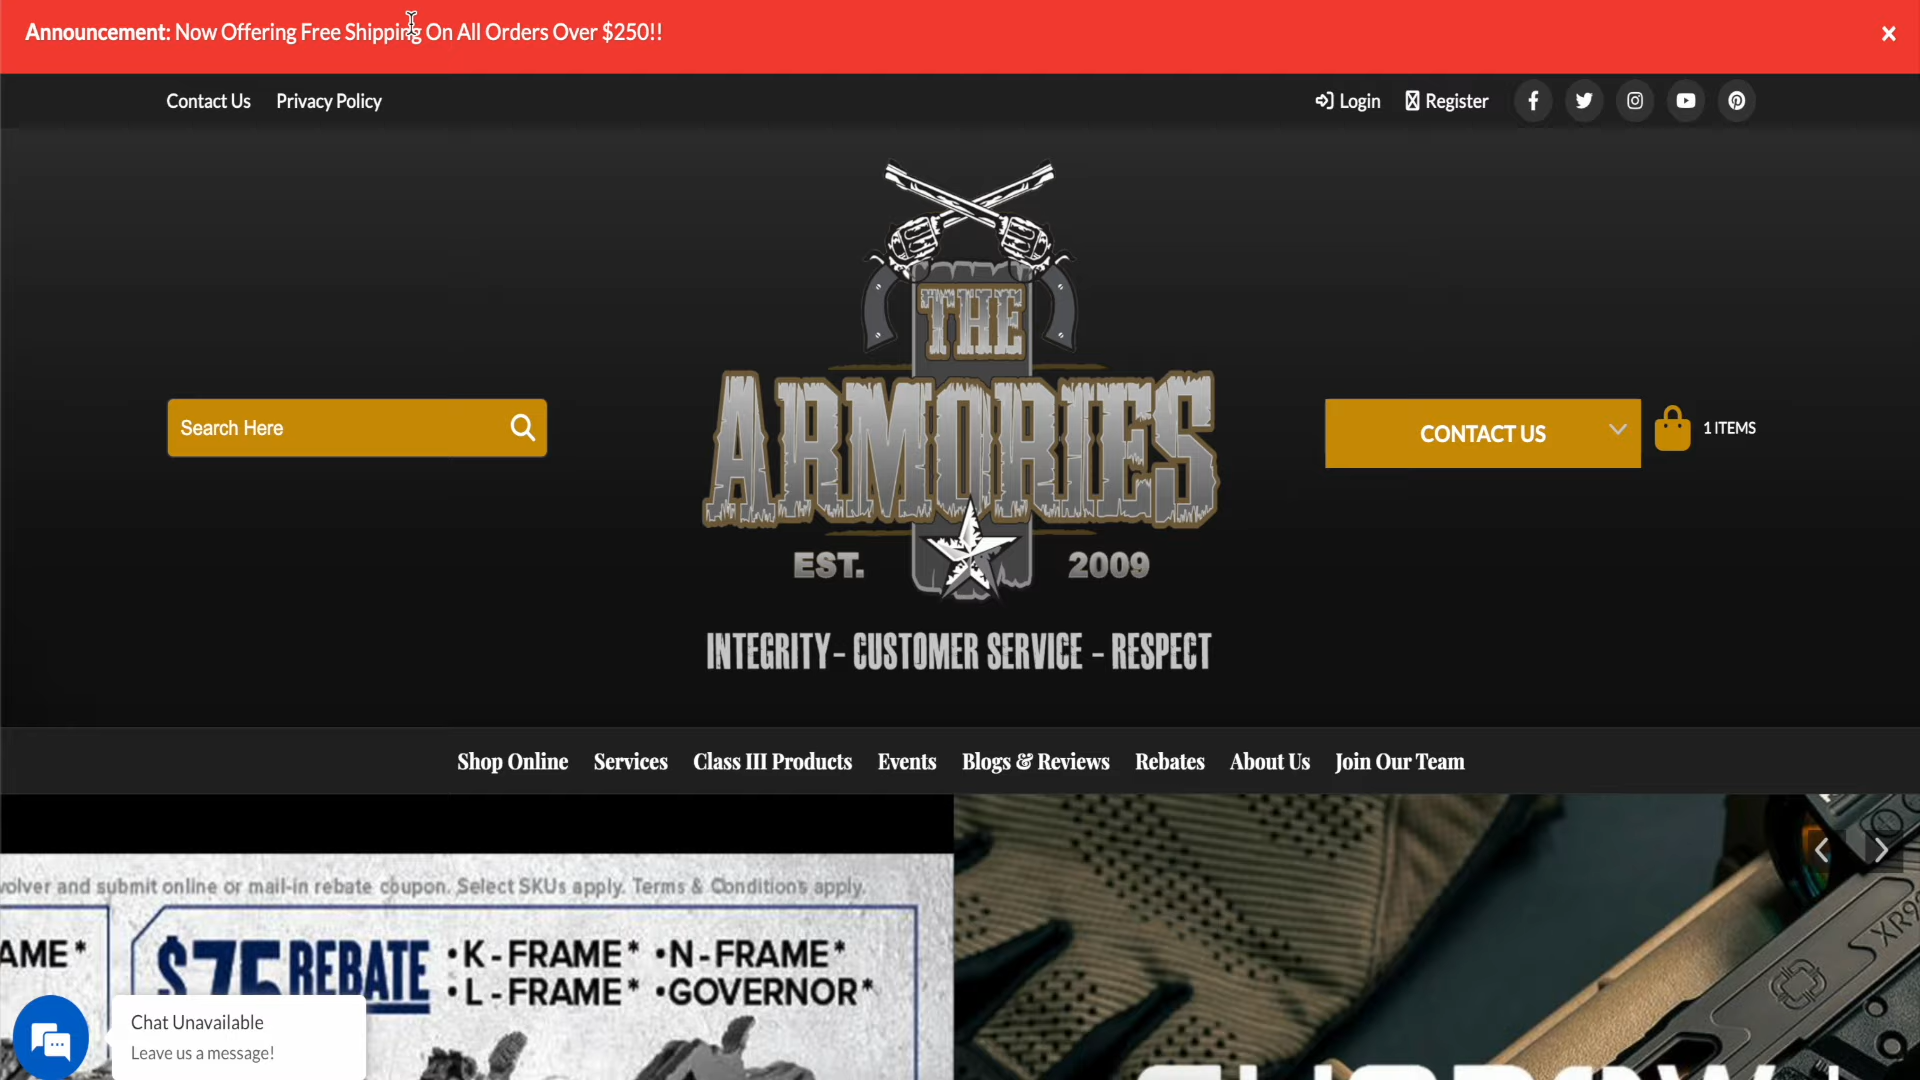 Announcement: Now Offering Free Shipping On All Orders Over $250!!
Contact Us Privacy Policy
Login Register
THE
ARMORIES
EST. 2009
INTEGRITY- CUSTOMER SERVICE - RESPECT
Search Here
CONTACT US
1 ITEMS
Shop Online Services Class III Products Events Blogs & Reviews Rebates About Us Join Our Team
and submit online or mail-in rebate coupon. Select SKUs apply. Terms & Conditions apply.
$75 REBATE
•K-FRAME* •N-FRAME*
•L-FRAME* •GOVERNOR*
Chat Unavailable
Leave us a message!